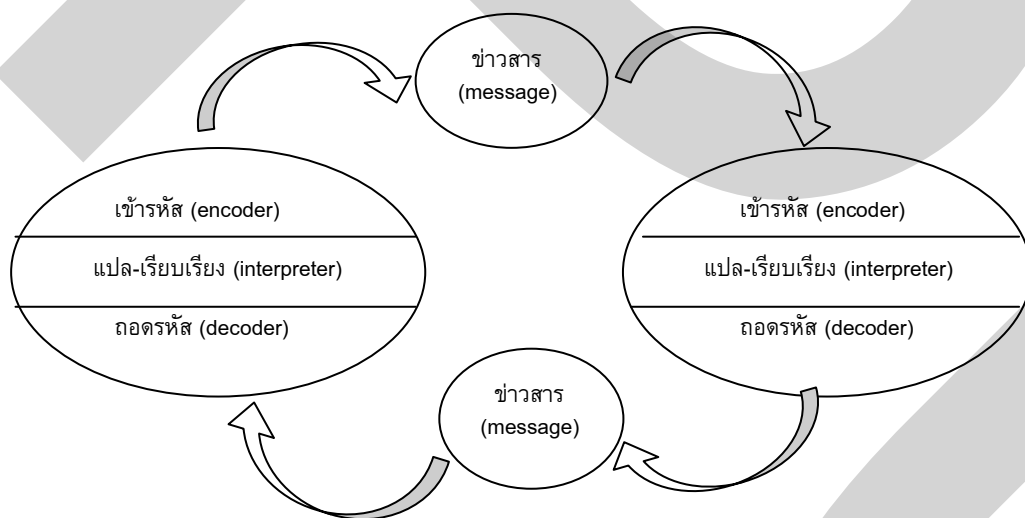 ข่าวสาร
(message)
เข้ารหัส (encoder)
แปล-เรียบเรียง (interpreter)
ถอดรหัส (decoder)
เข้ารหัส (encoder)
แปล-เรียบเรียง (interpreter)
ถอดรหัส (decoder)
ข่าวสาร
(message)